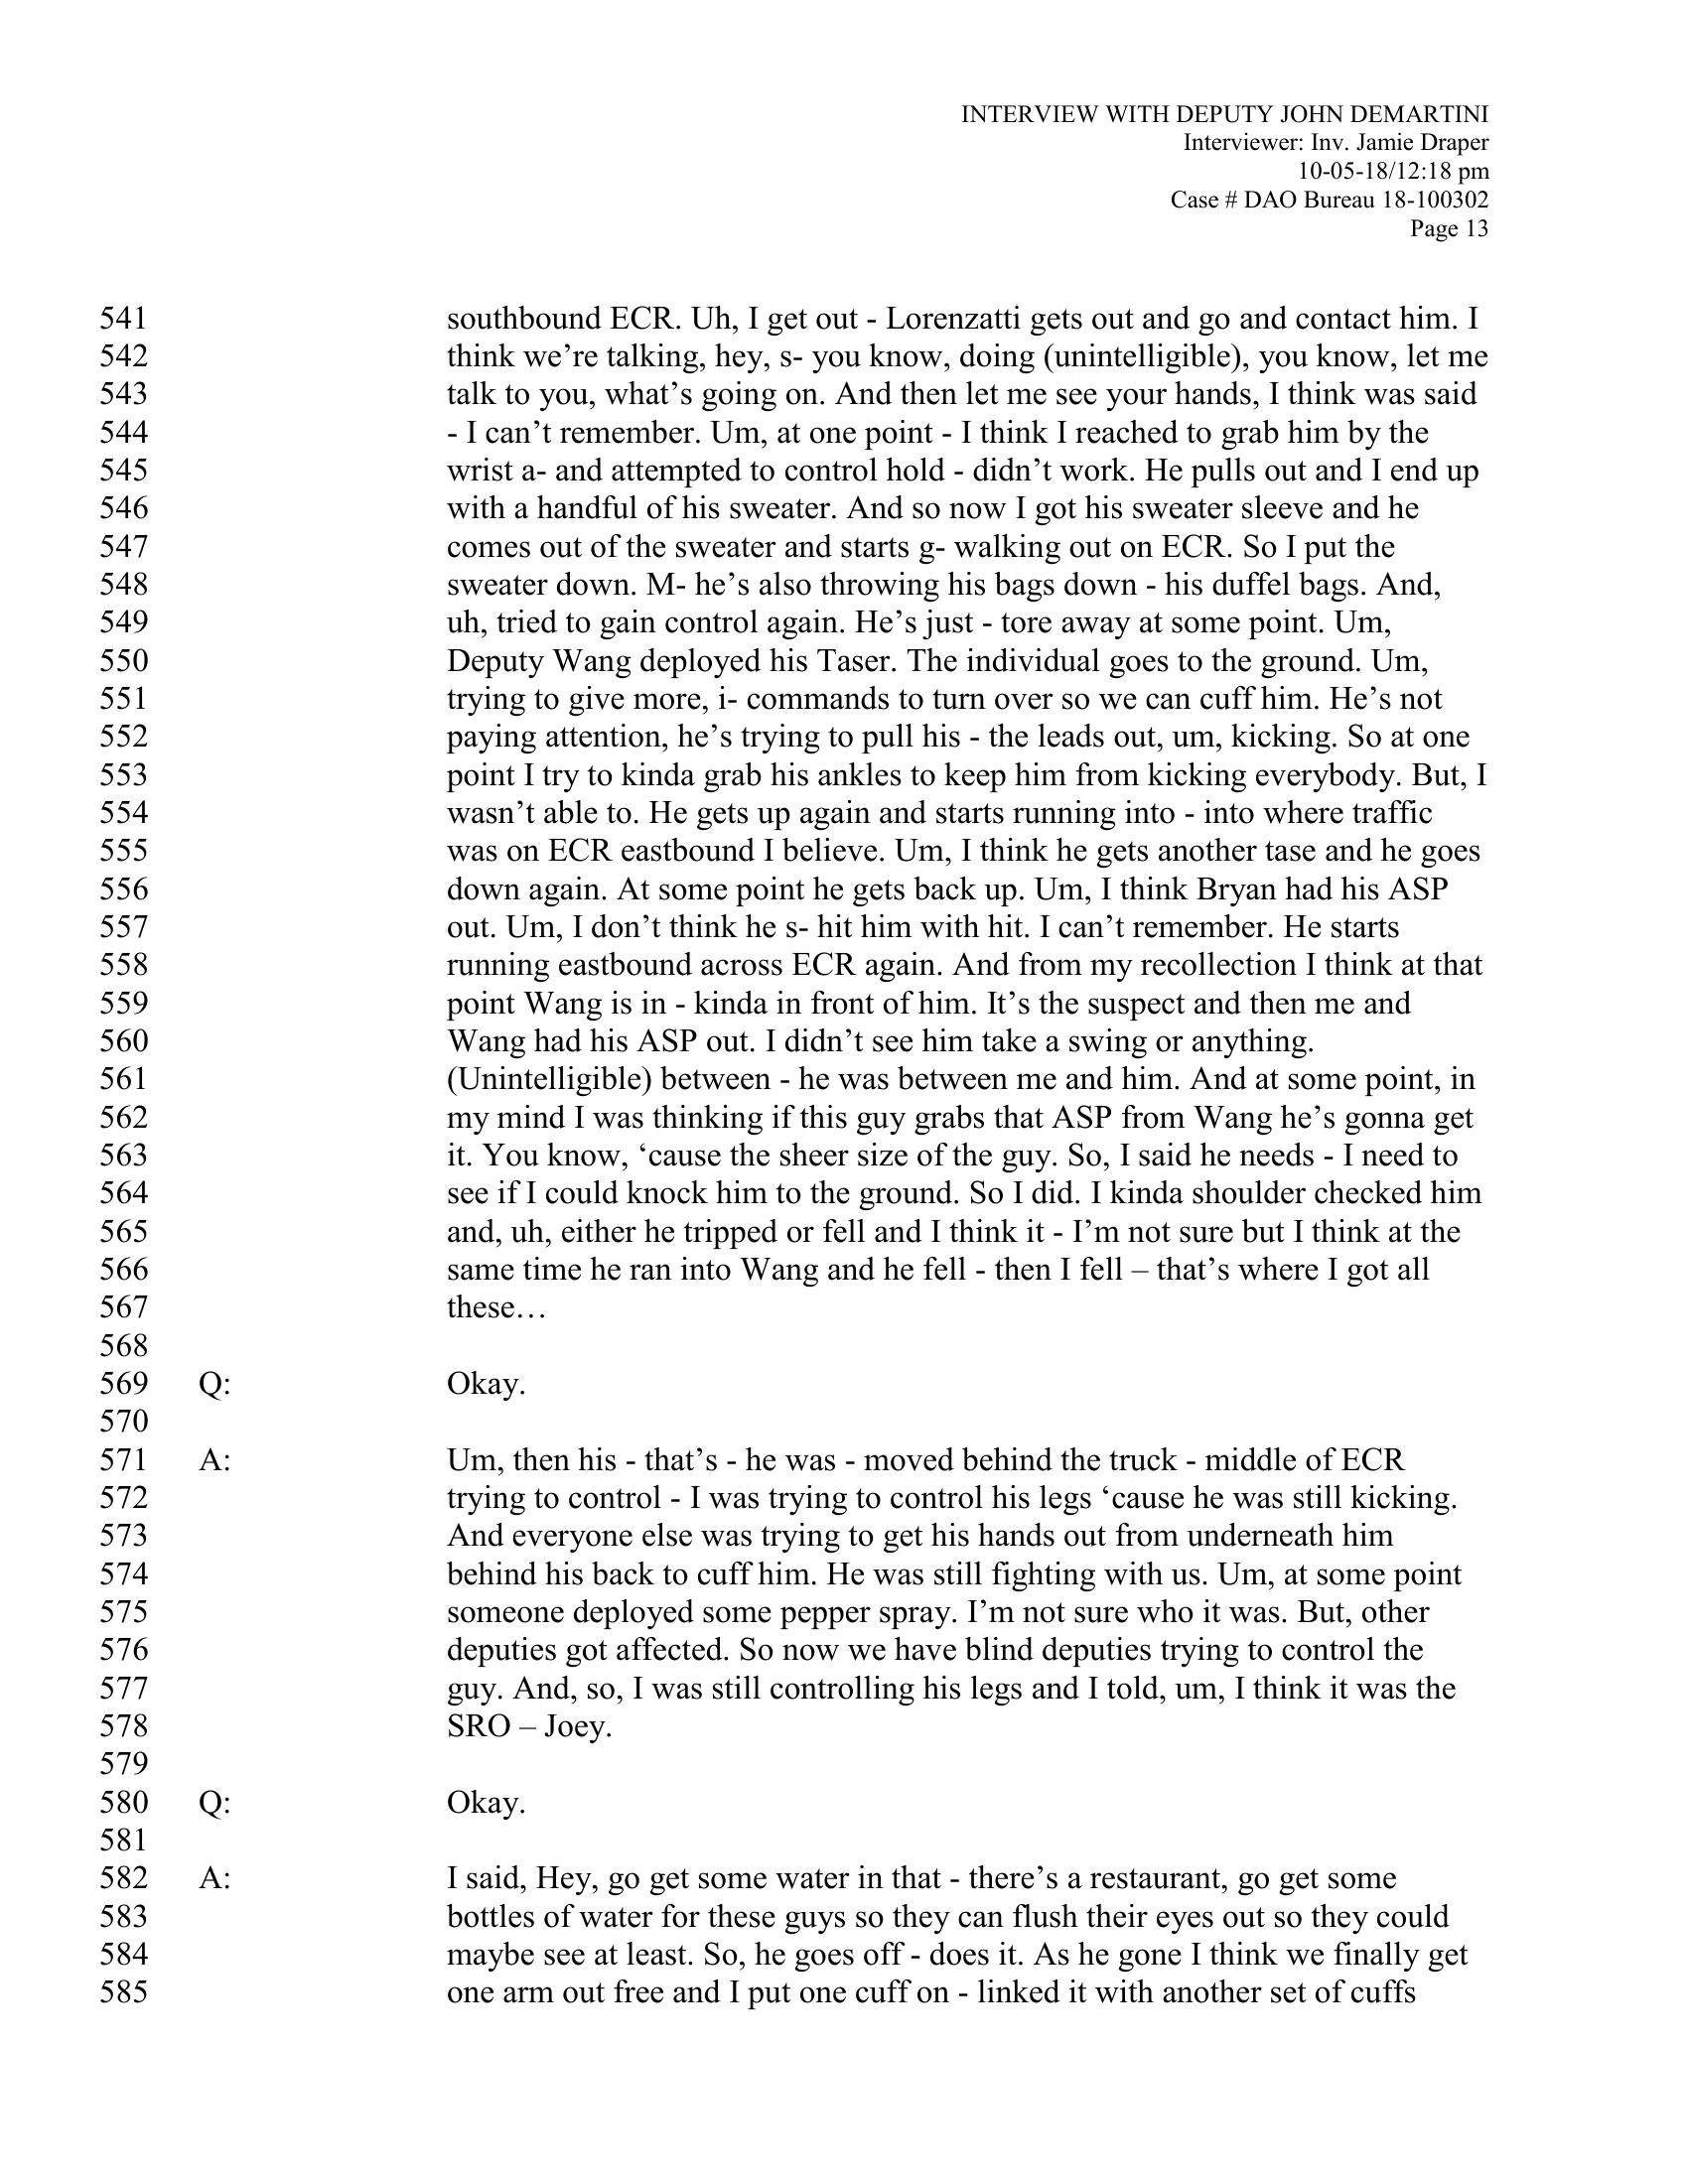 INTERVIEW WITH DEPUTY JOHN DEMARTINI
Interviewer: Inv. Jamie Draper
10-05-18/12:18 pm
Case # DAO Bureau 18-100302
Page 13
541 southbound ECR. Uh, I get out - Lorenzatti gets out and go and contact him. I
542 think we’re talking, hey, s- you know, doing (unintelligible), you know, let me
543 talk to you, what’s going on. And then let me see your hands, I think was said
544 - I can’t remember. Um, at one point - I think I reached to grab him by the
545 wrist a- and attempted to control hold - didn’t work. He pulls out and I end up
546 with a handful of his sweater. And so now I got his sweater sleeve and he
547 comes out of the sweater and starts g- walking out on ECR. So I put the
548 sweater down. M- he’s also throwing his bags down - his duffel bags. And,
549 uh, tried to gain control again. He’s just - tore away at some point. Um,
550 Deputy Wang deployed his Taser. The individual goes to the ground. Um,
551 trying to give more, i- commands to turn over so we can cuff him. He’s not
552 paying attention, he’s trying to pull his - the leads out, um, kicking. So at one
553 point I try to kinda grab his ankles to keep him from kicking everybody. But, I
554 wasn’t able to. He gets up again and starts running into - into where traffic
555 was on ECR eastbound I believe. Um, I think he gets another tase and he goes
556 down again. At some point he gets back up. Um, I think Bryan had his ASP
557 out. Um, I don’t think he s- hit him with hit. I can’t remember. He starts
558 running eastbound across ECR again. And from my recollection I think at that
559 point Wang is in - kinda in front of him. It’s the suspect and then me and
560 Wang had his ASP out. I didn’t see him take a swing or anything.
561 (Unintelligible) between - he was between me and him. And at some point, in
562 my mind I was thinking if this guy grabs that ASP from Wang he’s gonna get
563 it. You know, ‘cause the sheer size of the guy. So, I said he needs - I need to
564 see if I could knock him to the ground. So I did. I kinda shoulder checked him
565 and, uh, either he tripped or fell and I think it - I’m not sure but I think at the
566 same time he ran into Wang and he fell - then I fell – that’s where I got all
567 these…
568
569 Q: Okay.
570
571 A: Um, then his - that’s - he was - moved behind the truck - middle of ECR
572 trying to control - I was trying to control his legs ‘cause he was still kicking.
573 And everyone else was trying to get his hands out from underneath him
574 behind his back to cuff him. He was still fighting with us. Um, at some point
575 someone deployed some pepper spray. I’m not sure who it was. But, other
576 deputies got affected. So now we have blind deputies trying to control the
577 guy. And, so, I was still controlling his legs and I told, um, I think it was the
578 SRO – Joey.
579
580 Q: Okay.
581
582 A: I said, Hey, go get some water in that - there’s a restaurant, go get some
583 bottles of water for these guys so they can flush their eyes out so they could
584 maybe see at least. So, he goes off - does it. As he gone I think we finally get
585 one arm out free and I put one cuff on - linked it with another set of cuffs